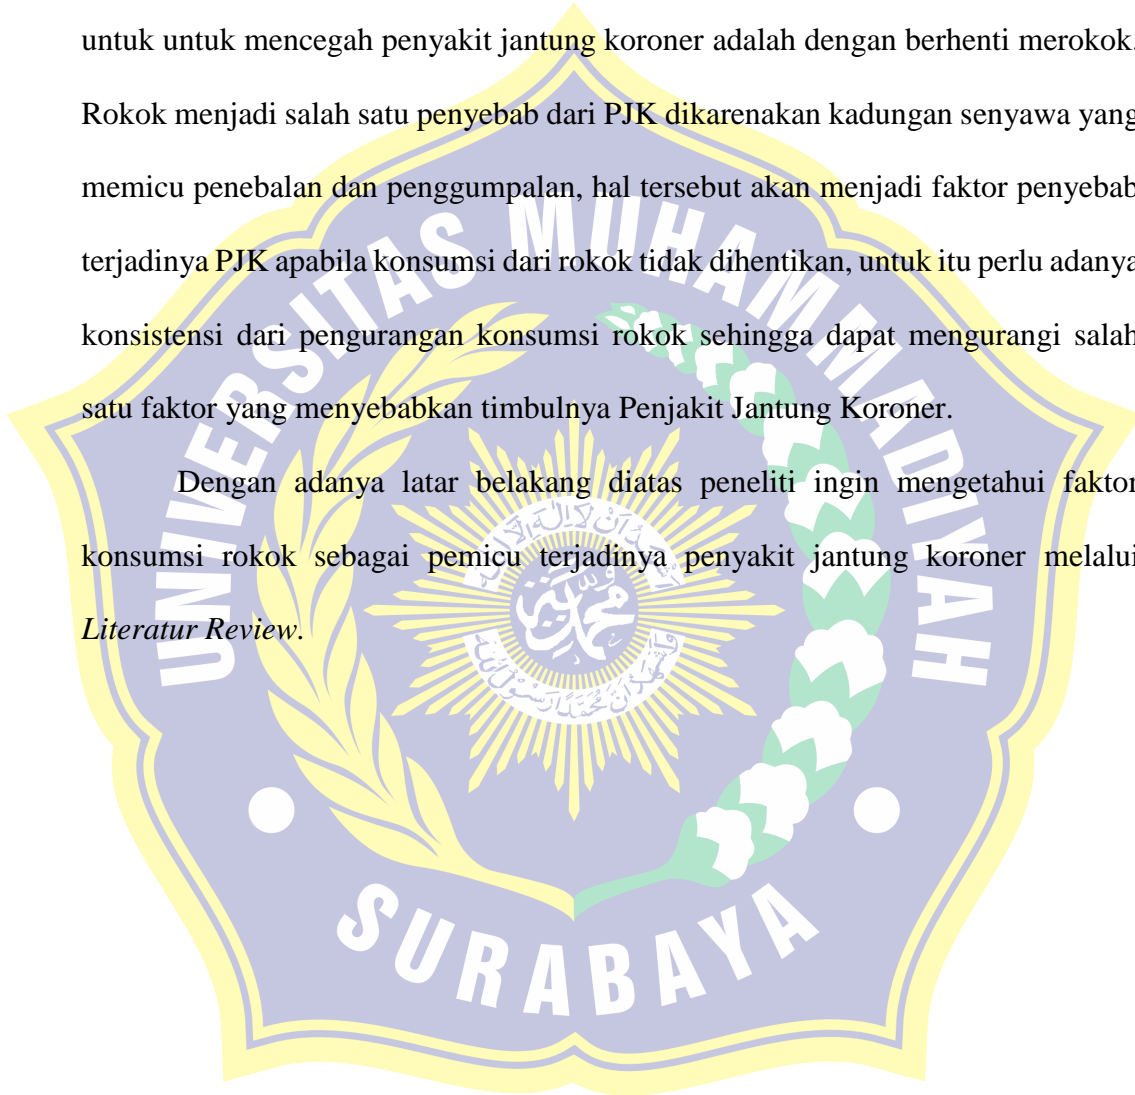 untuk untuk mencegah penyakit jantung koroner adalah dengan berhenti merokok.
Rokok menjadi salah satu penyebab dari PJK dikarenakan kadungan senyawa yang
memicu penebalan dan penggumpalan, hal tersebut akan menjadi faktor penyebab
terjadinya PJK apabila konsumsi dari rokok tidak dihentikan, untuk itu perlu adanya
konsistensi dari pengurangan konsumsi rokok sehingga dapat mengurangi salah
satu faktor yang menyebabkan timbulnya Penjakit Jantung Koroner.
Dengan adanya latar belakang diatas peneliti ingin mengetahui faktor
konsumsi rokok sebagai pemicu terjadinya penyakit jantung koroner melalui
Literatur Review.
UNIVERSITAS MUHAMMADIYAH
SURABAYA